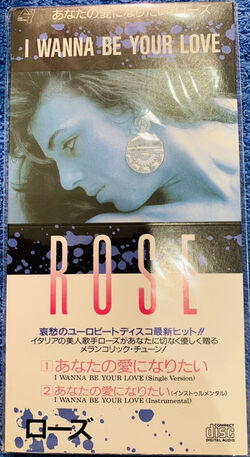 あなたの愛になりたい ローズ
I WANNA BE YOUR LOVE
ROSE
哀愁のユーロビートディスコ最新ヒット!!
イタリアの美人歌手ローズがあなたに切なく優しく贈る
メランコリック・チューン!
1 あなたの愛になりたい
I WANNA BE YOUR LOVE (Single Version)
2 あなたの愛になりたい(インストゥルメンタル)
I WANNA BE YOUR LOVE (Instrumental)
ローズ
COMPACT
disc
DIGITAL AUDIO